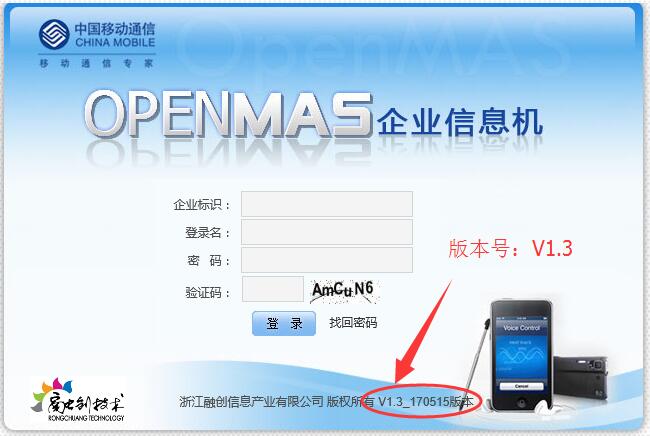 中国移动通信
CHINA MOBILE
移动通信专家
OpenMAS
OPENMAS企业信息机
企业标识：
登录名：
版本号：V1.3
密 码：
验证码：
AmCuN6
登 录
找回密码
Voice Control
Cancel
融创技术
RONGCHUANG TECHNOLOGY
浙江融创信息产业有限公司 版权所有 V1.3_170515版本